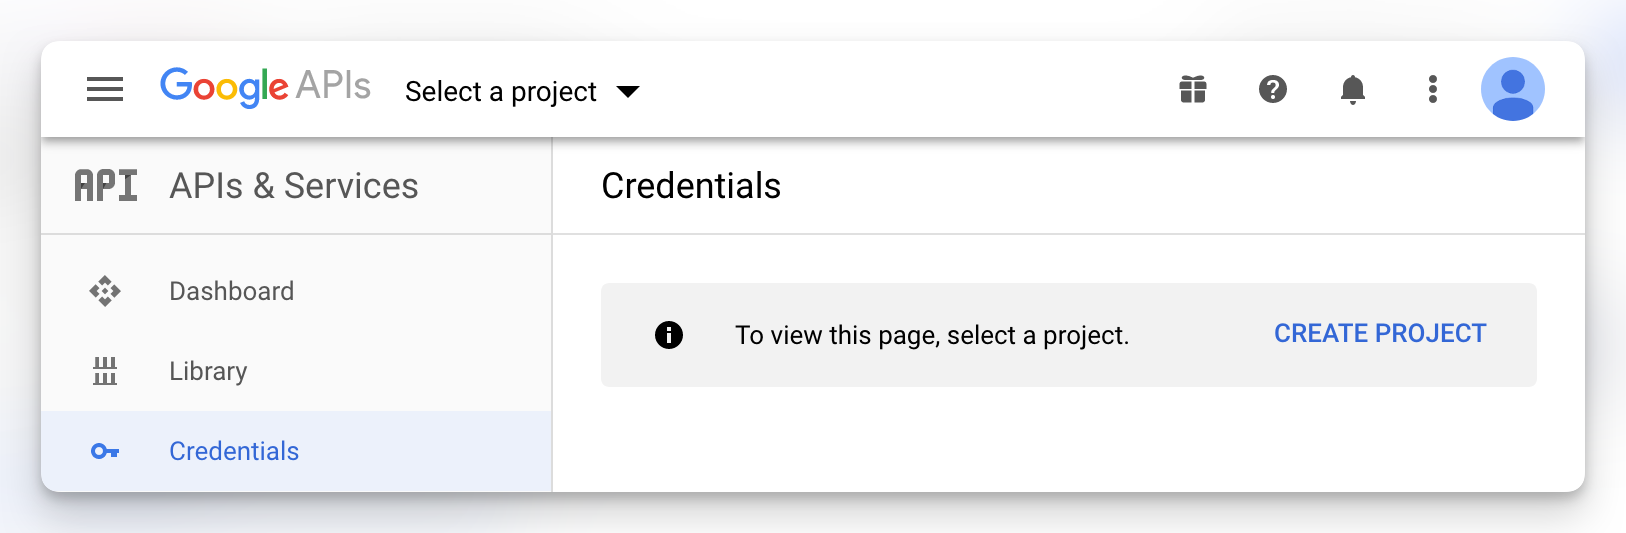 Google APIs Select a project
API APIs & Services
Credentials
Dashboard
Library
Credentials
To view this page, select a project.
CREATE PROJECT